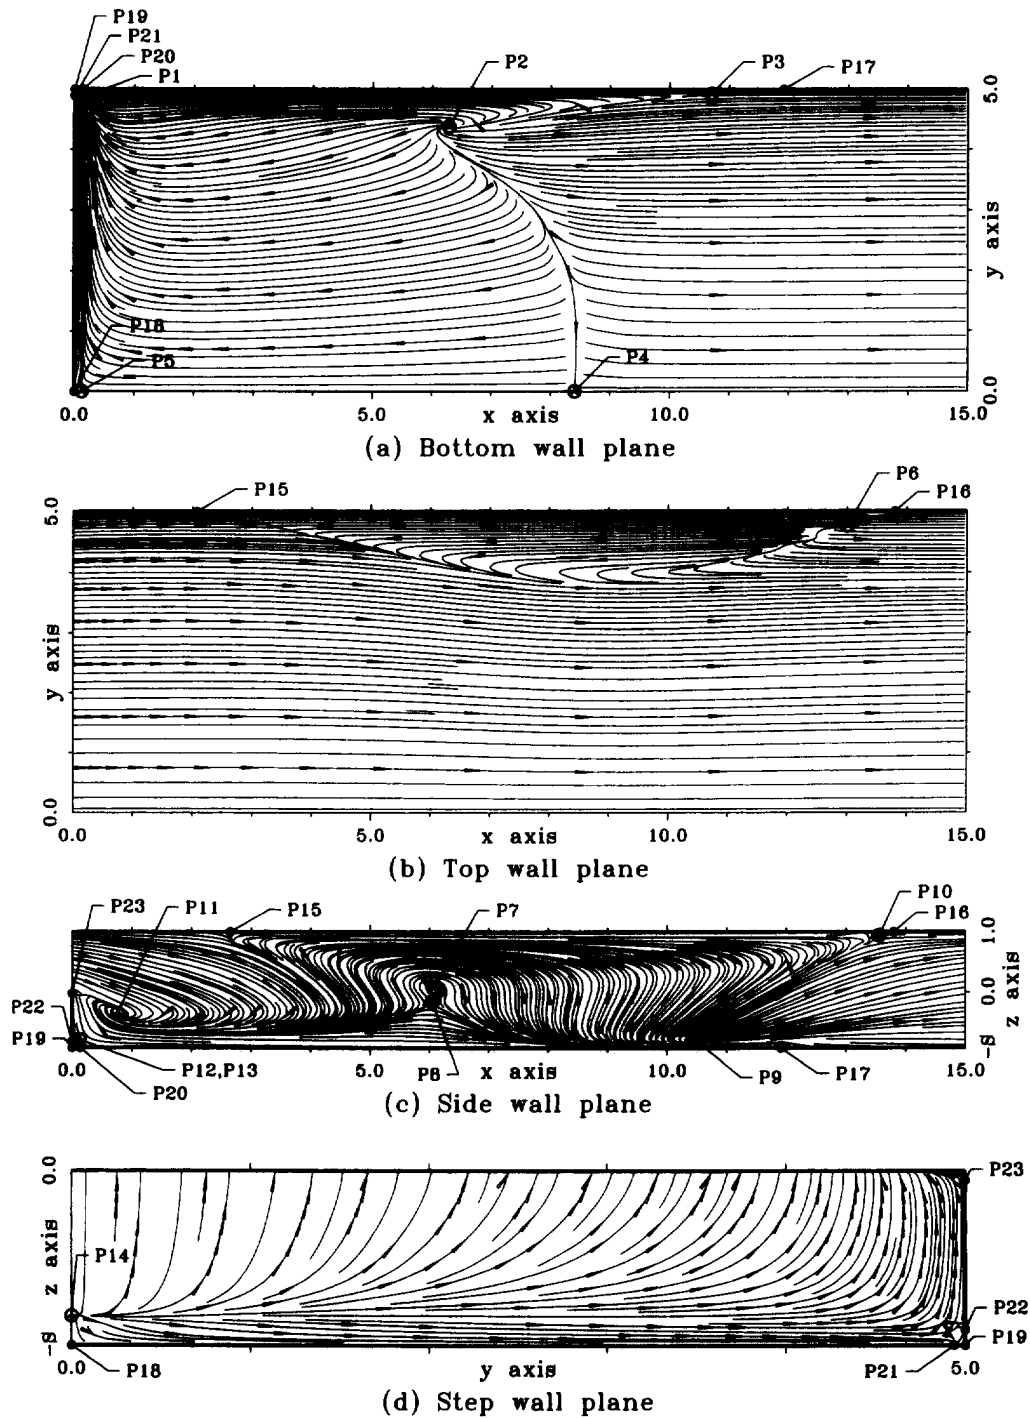 P19
P21
P20
P1
P2
P3
P17
5.0
y axis
0.0
P18
P5
P4
0.0
5.0
x axis
10.0
15.0
(a) Bottom wall plane
5.0
y axis
0.0
P15
P6
P16
0.0
5.0
x axis
10.0
15.0
(b) Top wall plane
P23
P11
P15
P7
P10
P16
1.0
0.0
z axis
-S
P22
P19
0.0
P12,P13
P20
5.0
P8
x axis
10.0
P9
P17
15.0
(c) Side wall plane
0.0
z axis
-S
P14
P23
P22
P19
P21
0.0
P18
y axis
5.0
(d) Step wall plane